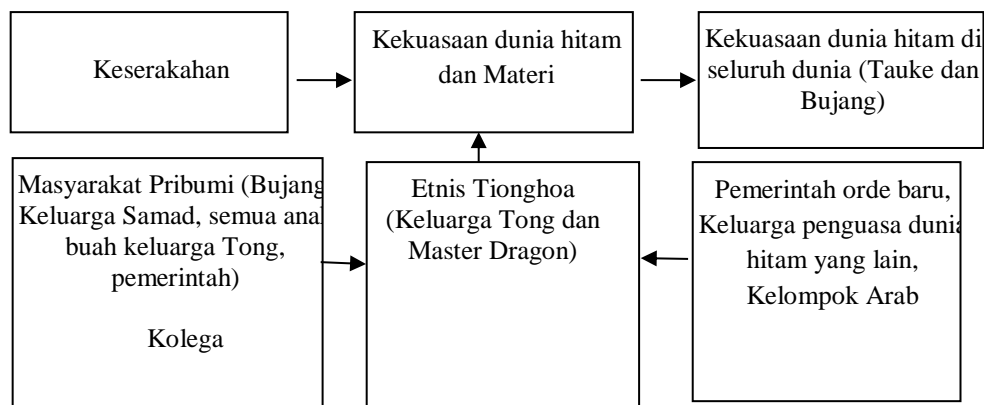 Keserakahan
Kekuasaan dunia hitam
dan Materi
Kekuasaan dunia hitam di
seluruh dunia (Tauke dan
Bujang)
Masyarakat Pribumi (Bujang
Keluarga Samad, semua ana
buah keluarga Tong,
pemerintah)
Kolega
Etnis Tionghoa
(Keluarga Tong dan
Master Dragon)
Pemerintah orde baru,
Keluarga penguasa dunia
hitam yang lain,
Kelompok Arab